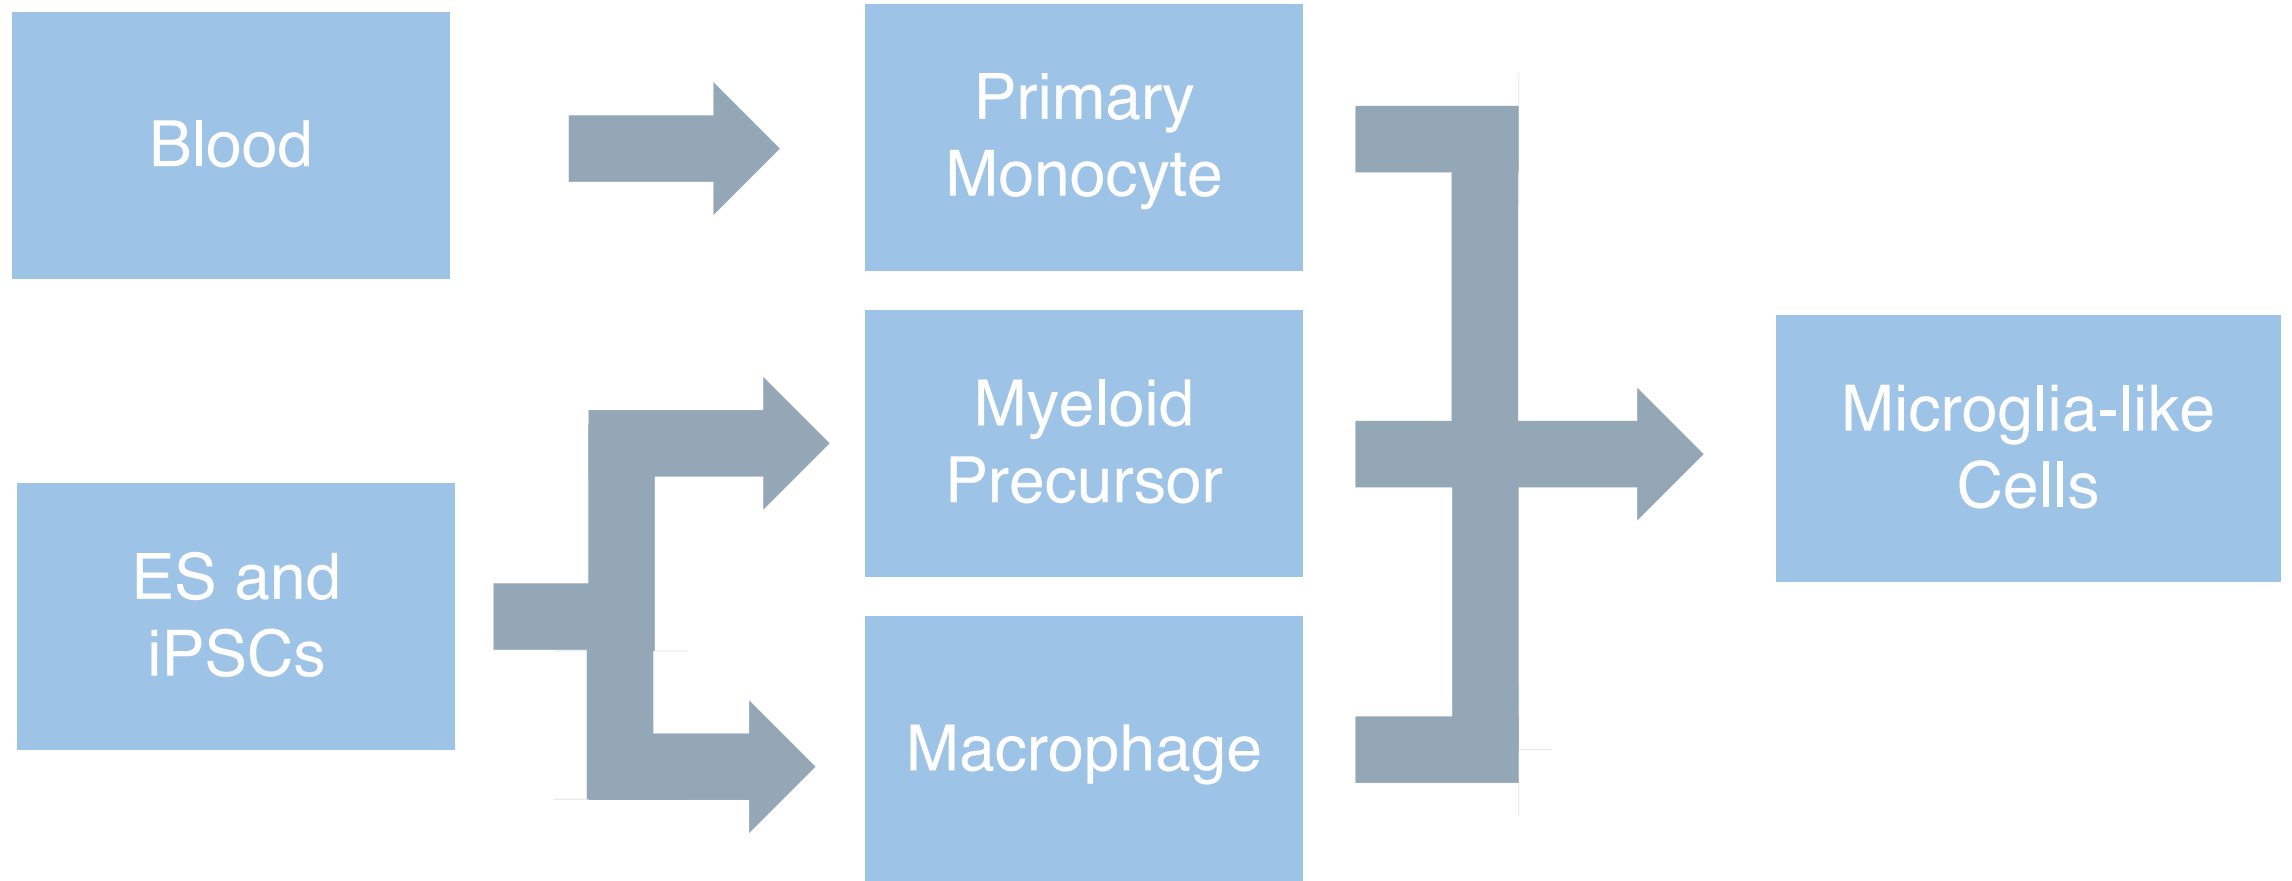 Blood
Primary
Monocyte
Myeloid
Precursor
Microglia-like
Cells
ES and
iPSCs
Macrophage